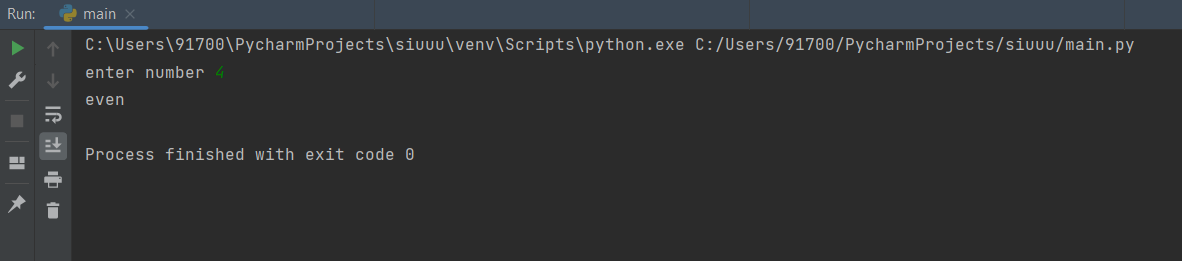 Run: main
C:\Users\91700\PycharmProjects\siuuu\venv\Scripts\python.exe C:/Users/91700/PycharmProjects/siuuu/main.py
enter number 4
even
Process finished with exit code 0